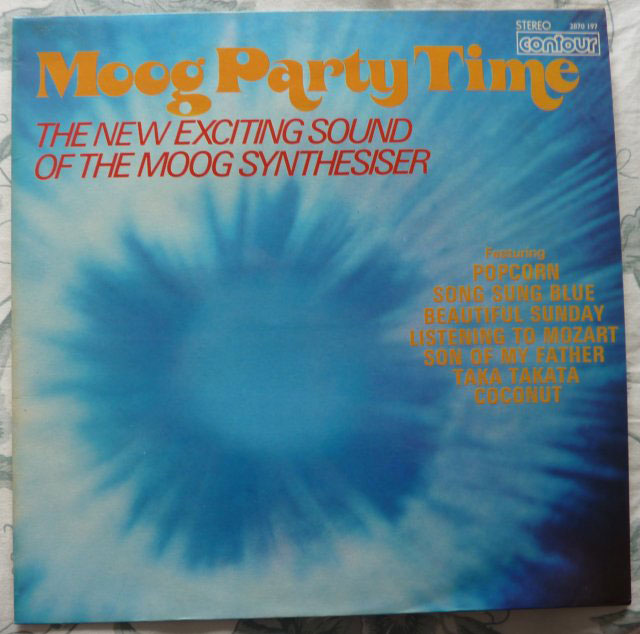 STEREO 2870 197
contour
Moog Party Time
THE NEW EXCITING SOUND
OF THE MOOG SYNTHESISER
Featuring
POPCORN
SONG SUNG BLUE
BEAUTIFUL SUNDAY
LISTENING TO MOZART
SON OF MY FATHER
TAKA TAKATA
COCONUT